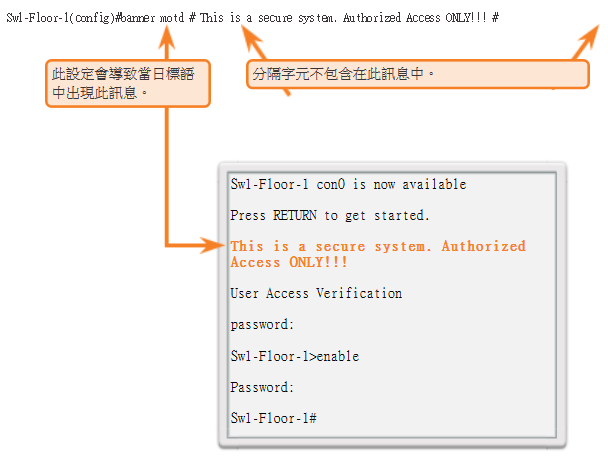 Sw1-Floor-1(config)#banner motd # This is a secure system. Authorized Access ONLY!!! #
此設定會導致當日標語
中出現此訊息。
分隔字元不包含在此訊息中。
Sw1-Floor-1 con0 is now available
Press RETURN to get started.
This is a secure system. Authorized
Access ONLY!!!
User Access Verification
password:
Sw1-Floor-1>enable
Password:
Sw1-Floor-1#